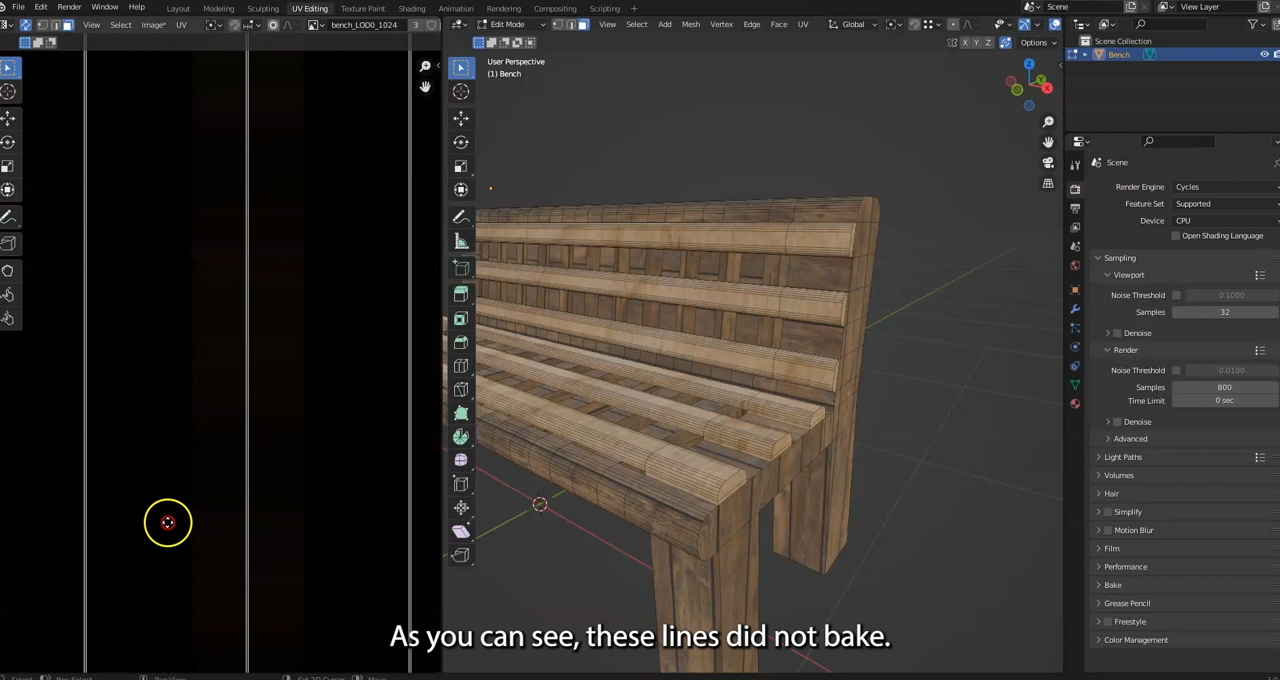 File Edit Render Window Help Layout Modeling Sculpting UV Editing Texture Paint Shading Animation Rendering Compositing Scripting Scene View Layer
View Select Image* UV bench_LOD0_1024 3 Edit Mode View Select Add Mesh Vertex Edge Face UV Global
X Y Z Options
User Perspective
(1) Bench
Z
Y
X
Scene Collection
Bench
Scene
Render Engine Cycles
Feature Set Supported
Device CPU
Open Shading Language
Sampling
Viewport
Noise Threshold 0.1000
Samples 32
Denoise
Render
Noise Threshold 0.0100
Samples 800
Time Limit 0 sec
Denoise
Advanced
Light Paths
Volumes
Hair
Simplify
Motion Blur
Film
Performance
Bake
Grease Pencil
Freestyle
Color Management
As you can see, these lines did not bake.